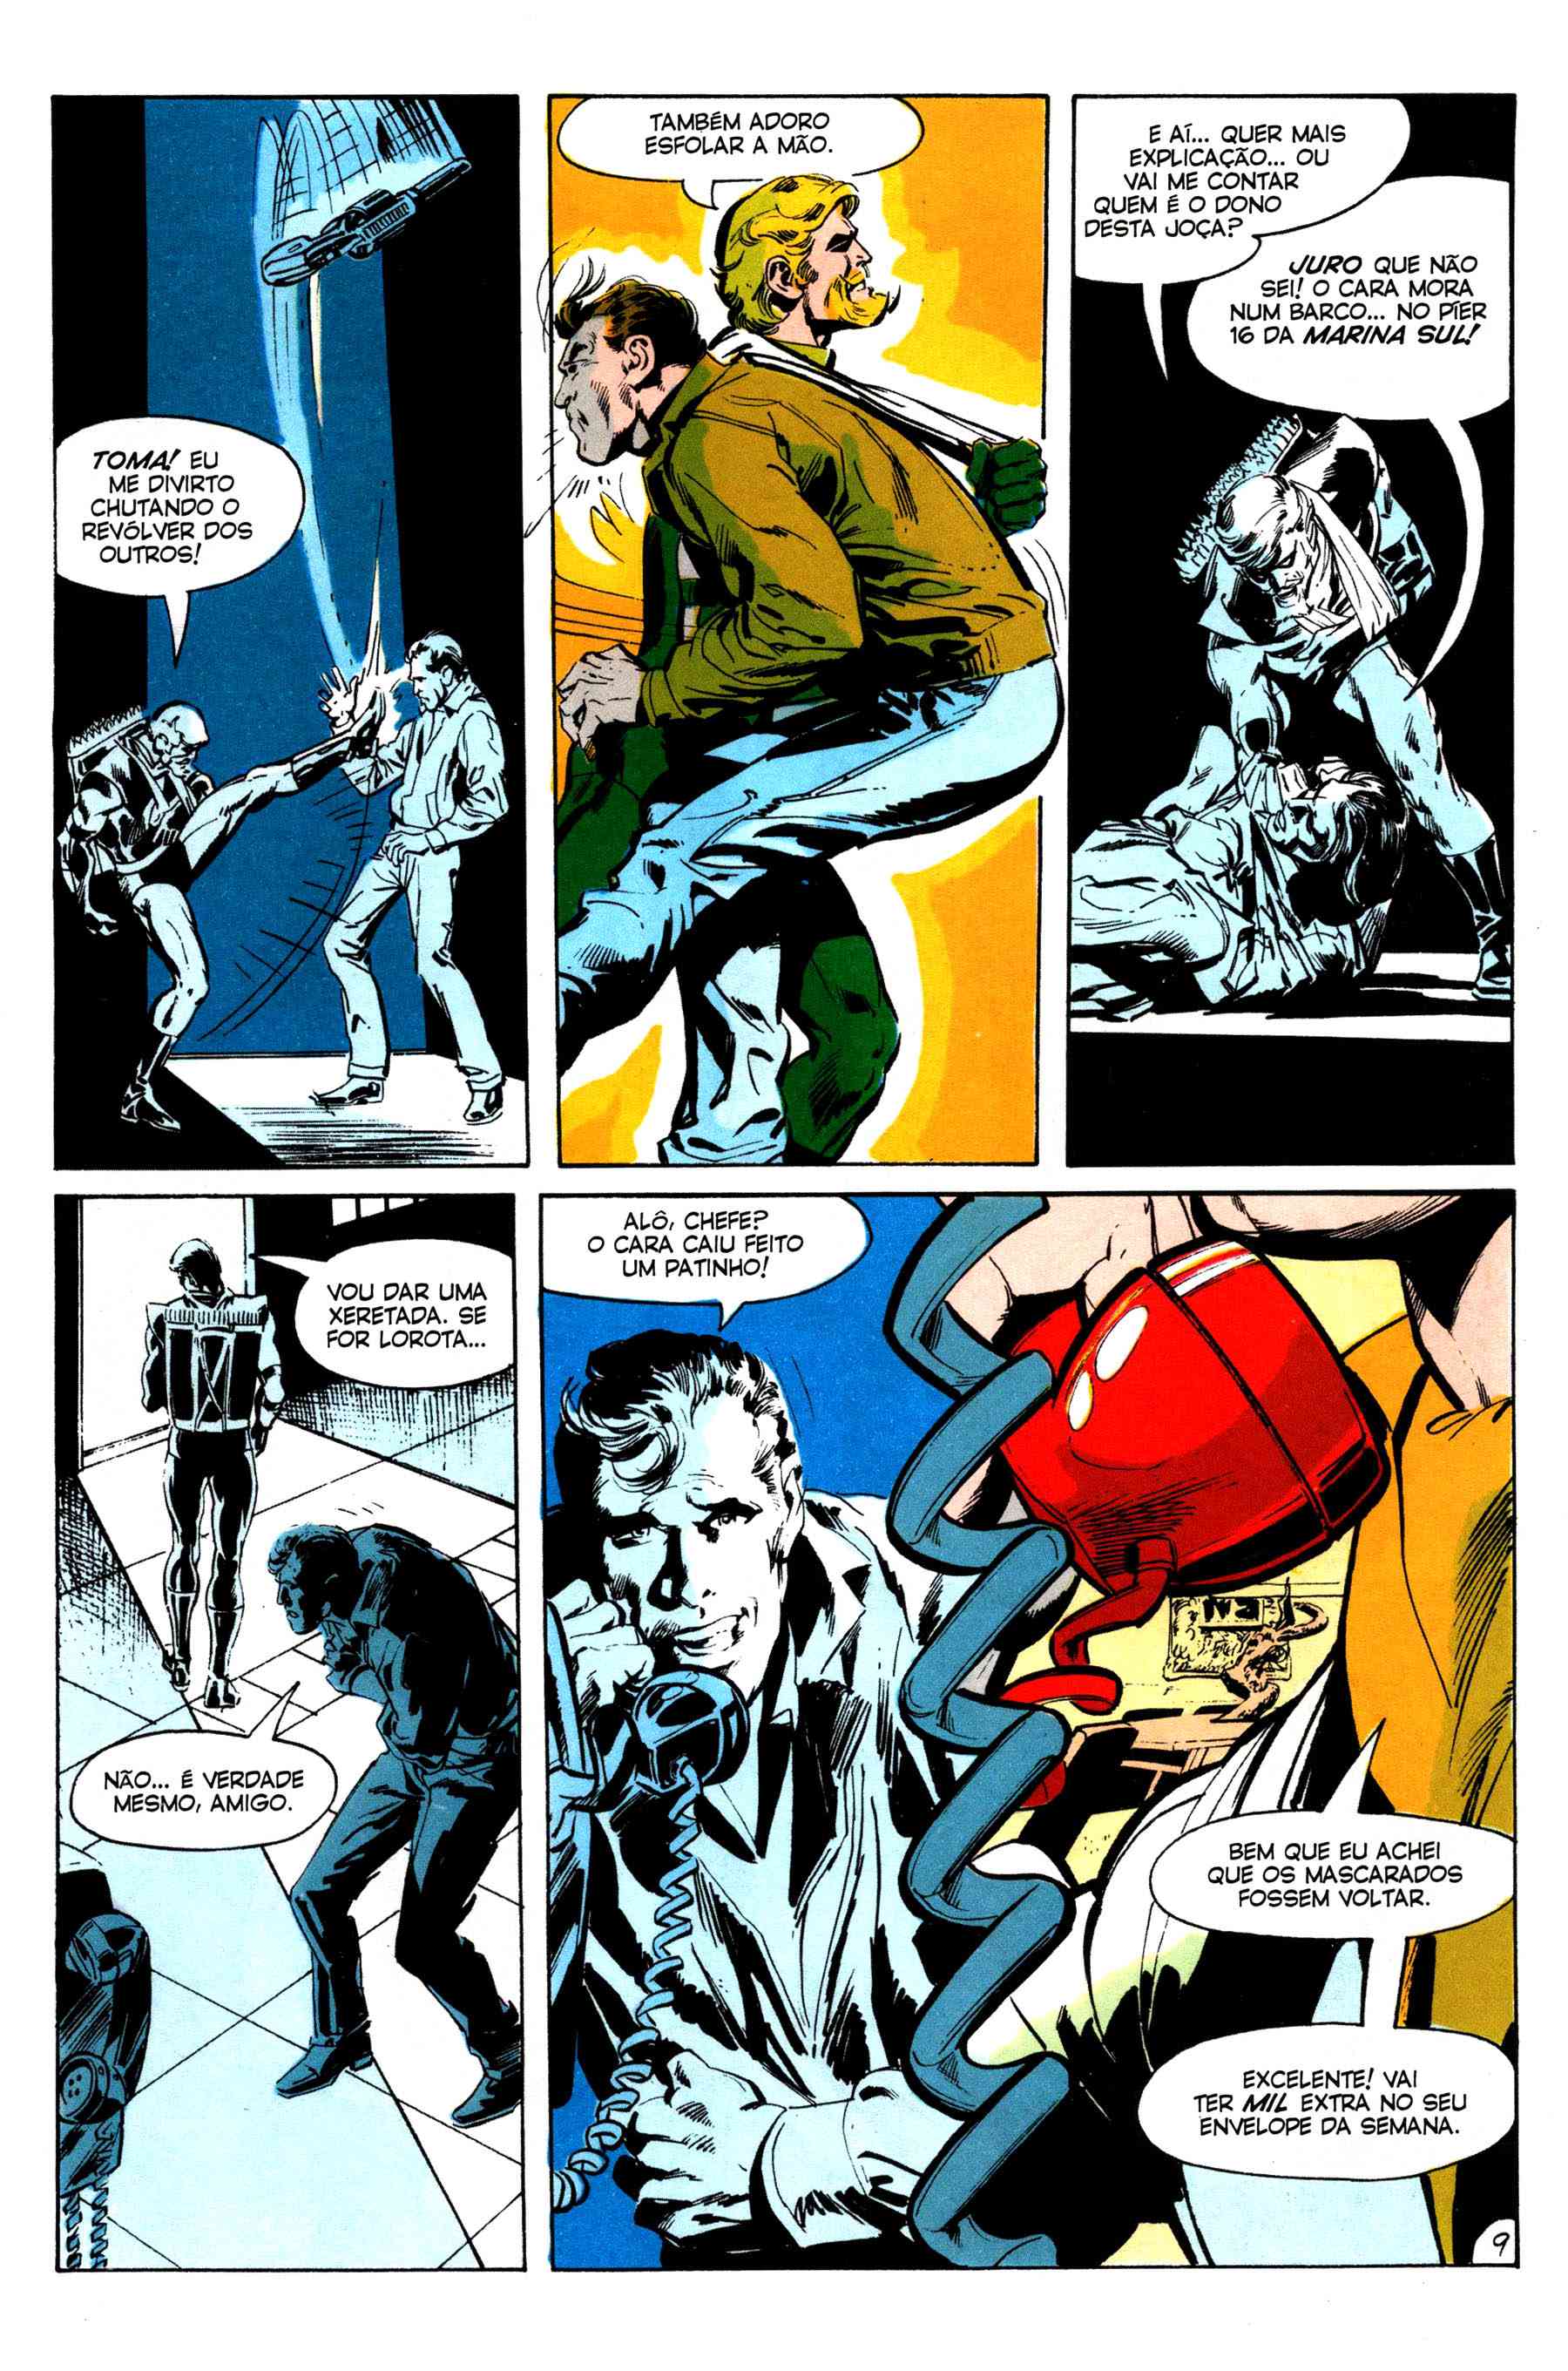 TOMA! EU
ME DIVIRTO
CHUTANDO O
REVÓLVER DOS
OUTROS!
TAMBÉM ADORO
ESFOLAR A MÃO.
E AÍ... QUER MAIS
EXPLICAÇÃO... OU
VAI ME CONTAR
QUEM É O DONO
DESTA JOÇA?
JURO QUE NÃO
SEI! O CARA MORA
NUM BARCO... NO PÍER
16 DA MARINA SUL!
VOU DAR UMA
XERETADA. SE
FOR LOROTA...
NÃO... É VERDADE
MESMO, AMIGO.
ALÔ, CHEFE?
O CARA CAIU FEITO
UM PATINHO!
BEM QUE EU ACHEI
QUE OS MASCARADOS
FOSSEM VOLTAR.
EXCELENTE! VAI
TER MIL EXTRA NO SEU
ENVELOPE DA SEMANA.
9